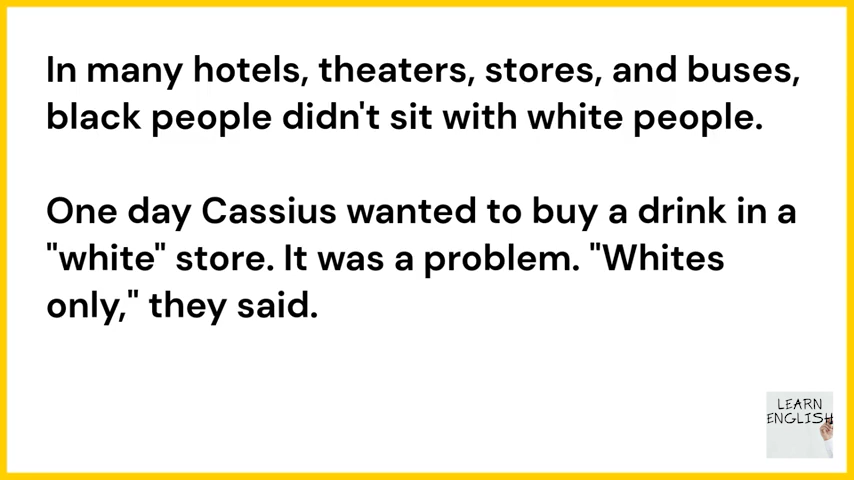 In many hotels, theaters, stores, and buses,
black people didn't sit with white people.
One day Cassius wanted to buy a drink in a
"white" store. It was a problem. "Whites
only," they said.
LEARN
ENGLISH